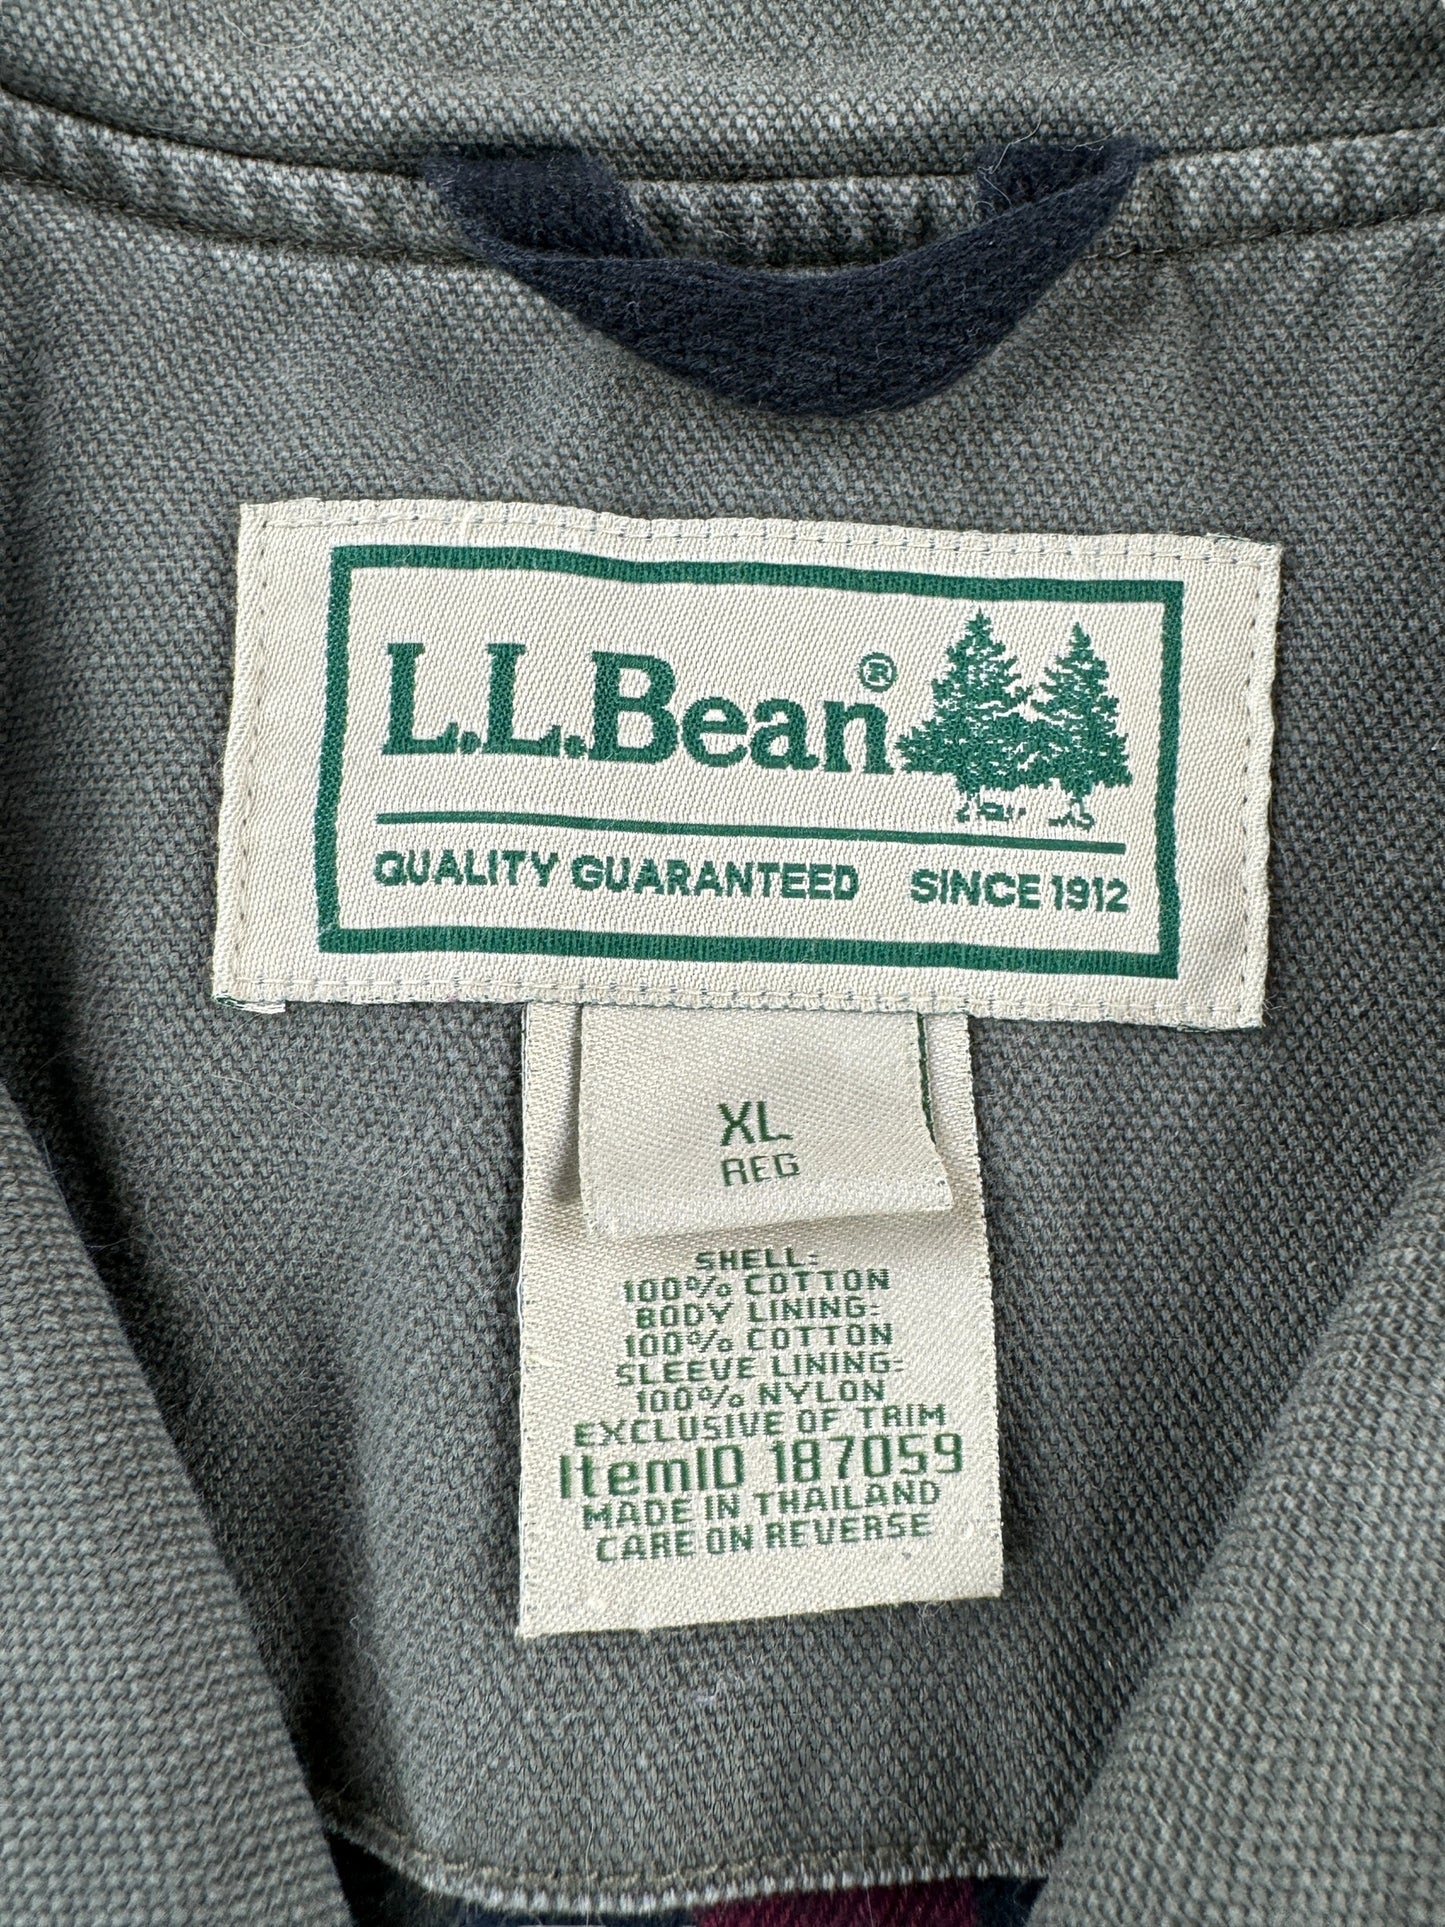 L.L.Bean®
QUALITY GUARANTEED SINCE 1912
XL
REG
SHELL:
100% COTTON
BODY LINING:
100% COTTON
SLEEVE LINING:
100% NYLON
EXCLUSIVE OF TRIM
ItemID 187059
MADE IN THAILAND
CARE ON REVERSE